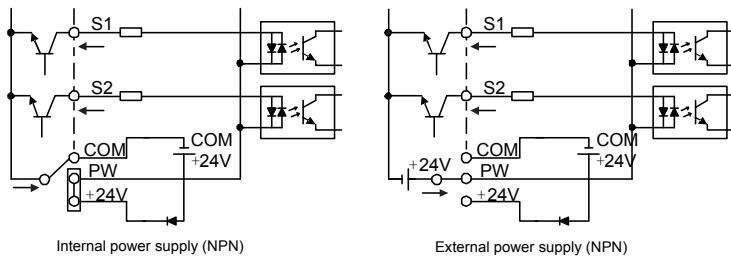 S1
S2
COM
COM
+24V
PW
+24V
Internal power supply (NPN)
S1
S2
COM
COM
+24V
+24V
PW
+24V
External power supply (NPN)